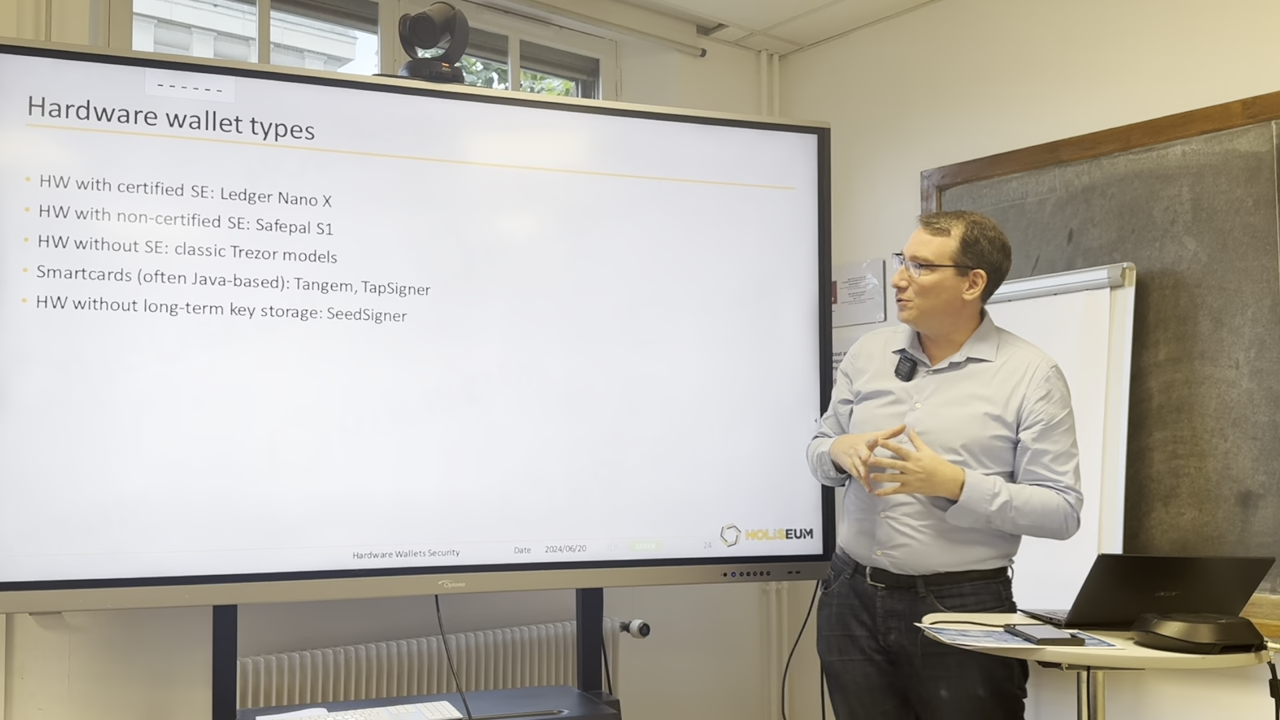 ------
Hardware wallet types
• HW with certified SE: Ledger Nano X
• HW with non-certified SE: Safepal S1
• HW without SE: classic Trezor models
• Smartcards (often Java-based): Tangem, TapSigner
• HW without long-term key storage: SeedSigner
Hardware Wallets Security
Date 2024/06/20
24
HOLISEUM
Optoma
acer